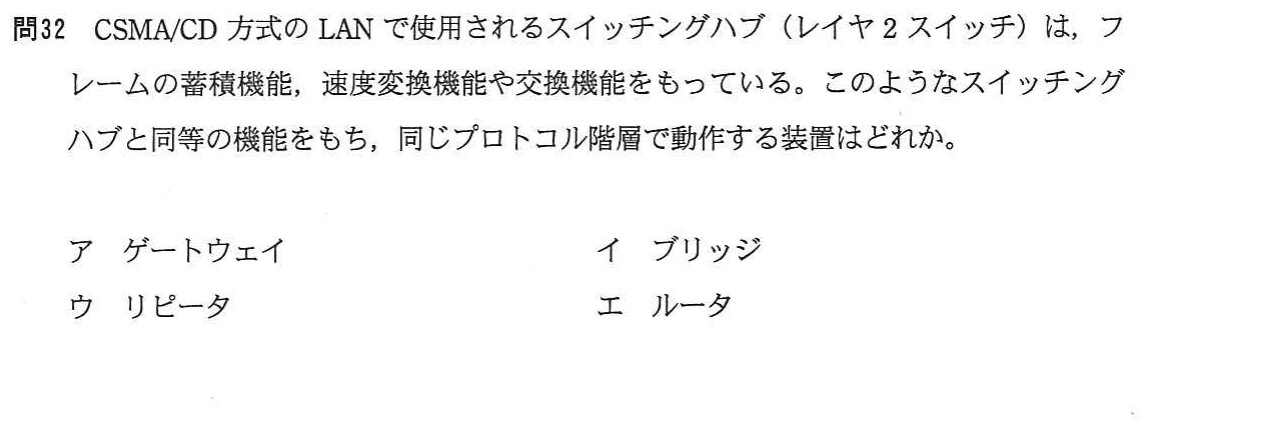 問32 CSMA/CD 方式の LAN で使用されるスイッチングハブ（レイヤ 2 スイッチ）は，フ
レームの蓄積機能，速度変換機能や交換機能をもっている。このようなスイッチング
ハブと同等の機能をもち，同じプロトコル階層で動作する装置はどれか。
ア ゲートウェイ イ ブリッジ
ウ リピータ エ ルータ